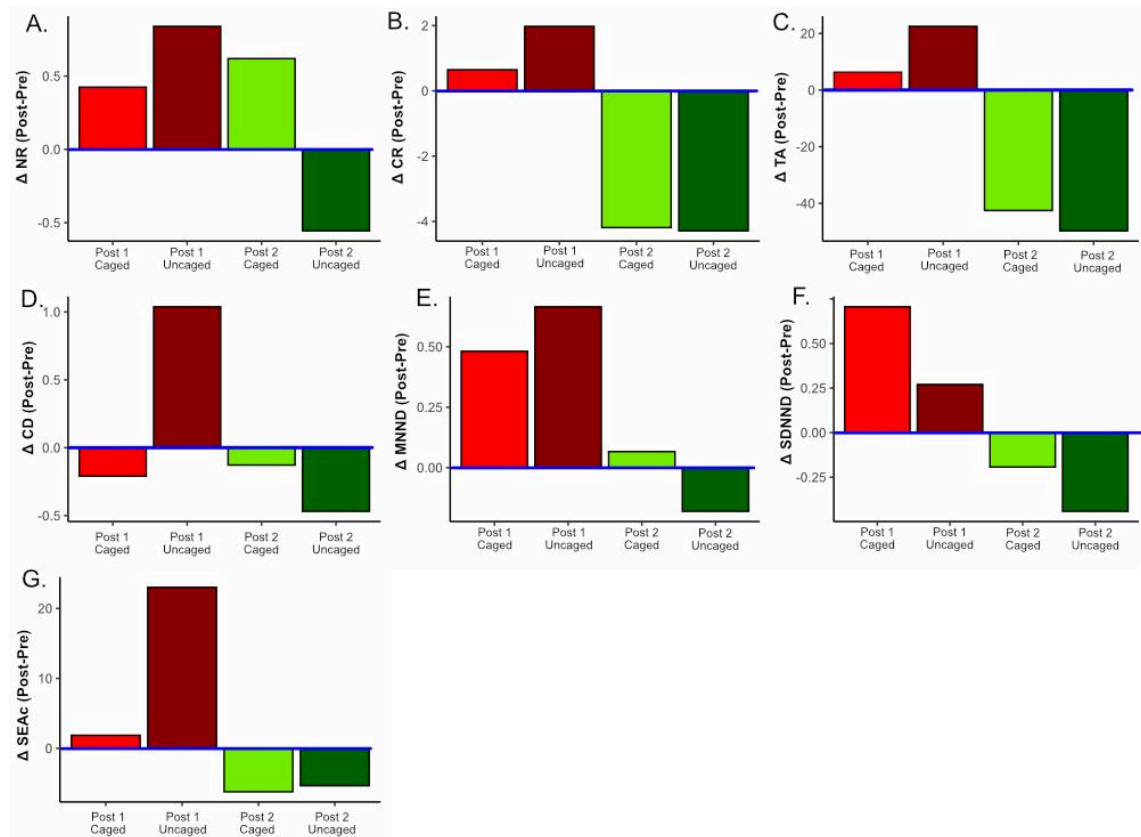 A.
Δ NR (Post-Pre)
0.5
0.0
-0.5
Post 1 Caged
Post 1 Uncaged
Post 2 Caged
Post 2 Uncaged
B.
Δ CR (Post-Pre)
2
0
-2
-4
Post 1 Caged
Post 1 Uncaged
Post 2 Caged
Post 2 Uncaged
C.
Δ TA (Post-Pre)
20
0
-20
-40
Post 1 Caged
Post 1 Uncaged
Post 2 Caged
Post 2 Uncaged
D.
Δ CD (Post-Pre)
1.0
0.5
0.0
-0.5
Post 1 Caged
Post 1 Uncaged
Post 2 Caged
Post 2 Uncaged
E.
Δ MNND (Post-Pre)
0.50
0.25
0.00
Post 1 Caged
Post 1 Uncaged
Post 2 Caged
Post 2 Uncaged
F.
Δ SDNND (Post-Pre)
0.50
0.25
0.00
-0.25
Post 1 Caged
Post 1 Uncaged
Post 2 Caged
Post 2 Uncaged
G.
Δ SEAc (Post-Pre)
20
10
0
Post 1 Caged
Post 1 Uncaged
Post 2 Caged
Post 2 Uncaged